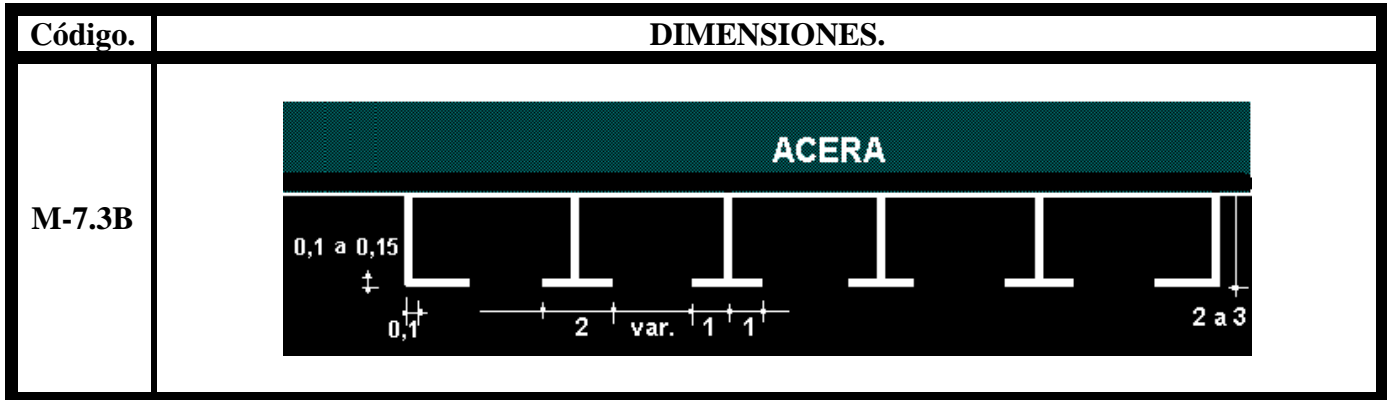 Código.
DIMENSIONES.
M-7.3B
ACERA
0,1 a 0,15
0,1
2
var.
1
1
2 a 3